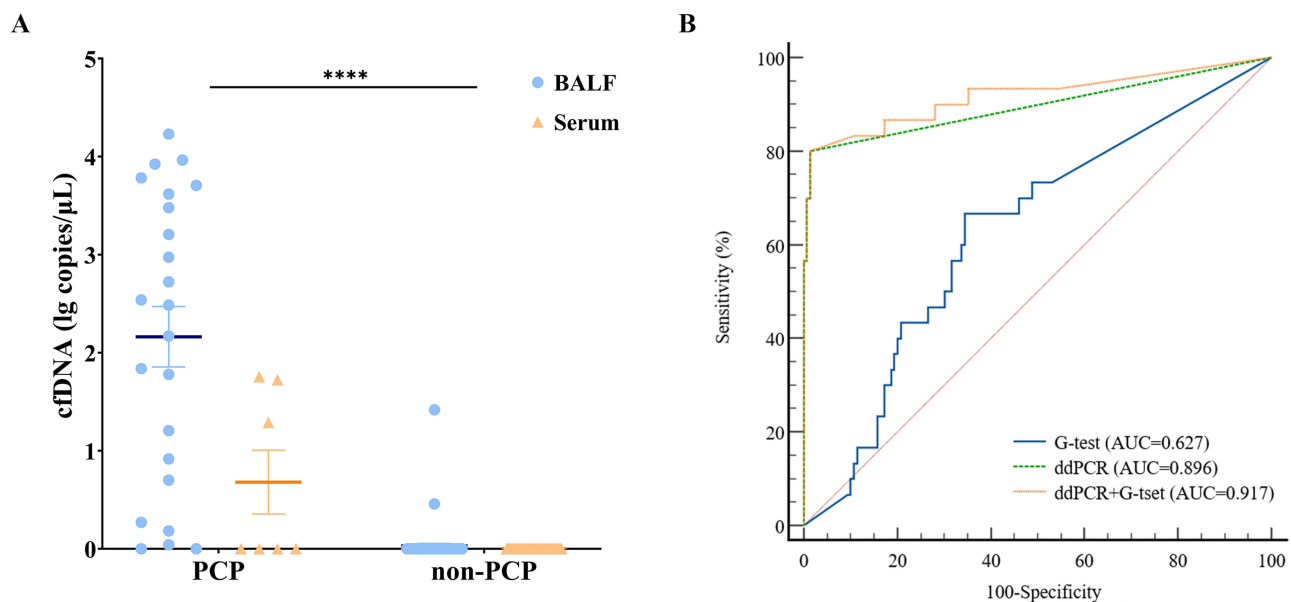 A
5
4
3
2
1
0
cfDNA (lg copies/μL)
****
BALF
Serum
PCP
non-PCP
B
100
80
60
40
20
0
Sensitivity (%)
G-test (AUC=0.627)
ddPCR (AUC=0.896)
ddPCR+G-tset (AUC=0.917)
0 20 40 60 80 100
100-Specificity